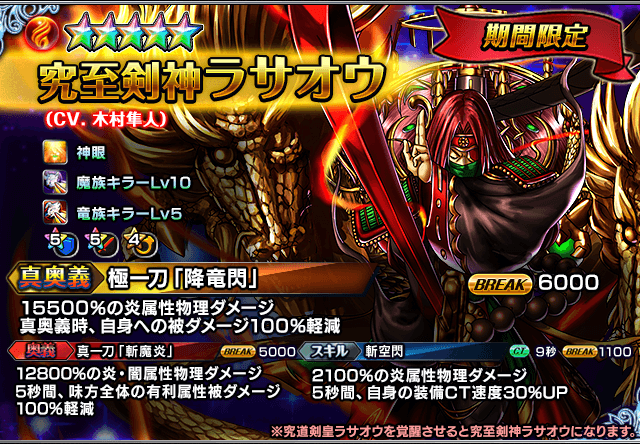 期間限定
究至剣神ラサオウ
(CV. 木村隼人)
神眼
魔族キラーLv10
竜族キラーLv5
5 5 4
真奥義 極一刀「降竜閃」
BREAK 6000
15500%の炎属性物理ダメージ
真奥義時、自身への被ダメージ100%軽減
奥義 真一刀「斬魔炎」 BREAK 5000
12800%の炎・闇属性物理ダメージ
5秒間、味方全体の有利属性被ダメージ
100%軽減
スキル 斬空閃 CT 9秒 BREAK 1100
2100%の炎属性物理ダメージ
5秒間、自身の装備CT速度30%UP
※究道剣皇ラサオウを覚醒させると究至剣神ラサオウになります。